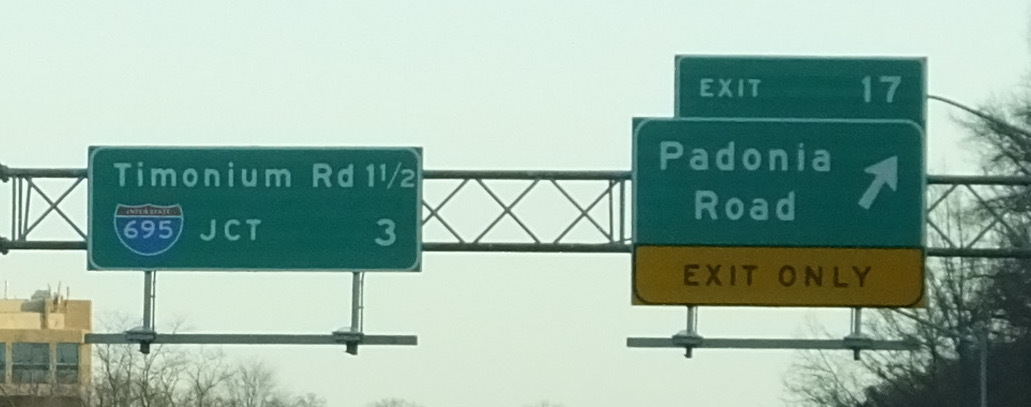 Timonium Rd 1 1/2
INTERSTATE
695 JCT 3
EXIT 17
Padonia
Road
EXIT ONLY